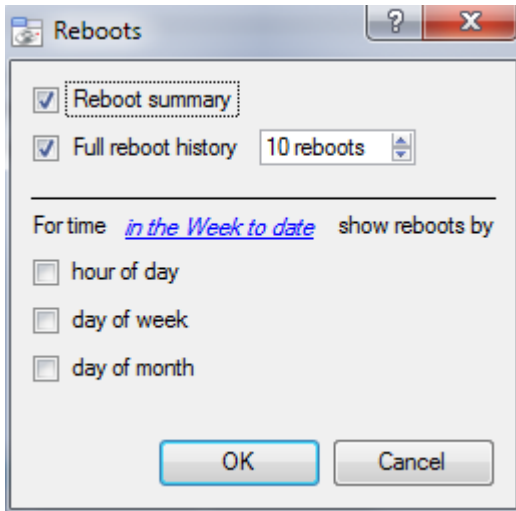 Reboots
Reboot summary
Full reboot history 10 reboots
For time in the Week to date show reboots by
hour of day
day of week
day of month
OK Cancel